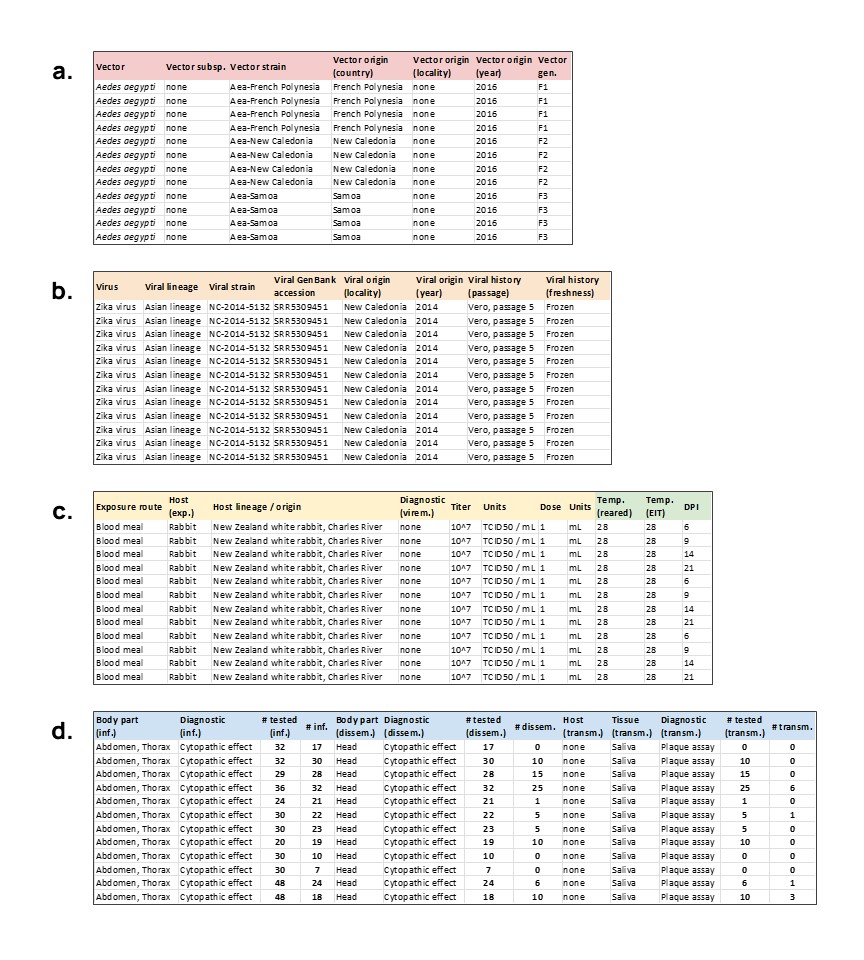 a.
Vector Vector subsp. Vector strain Vector origin (country) Vector origin (locality) Vector origin (year) Vector gen.
Aedes aegypti none Aea-French Polynesia French Polynesia none 2016 F1
Aedes aegypti none Aea-French Polynesia French Polynesia none 2016 F1
Aedes aegypti none Aea-French Polynesia French Polynesia none 2016 F1
Aedes aegypti none Aea-French Polynesia French Polynesia none 2016 F1
Aedes aegypti none Aea-New Caledonia New Caledonia none 2016 F2
Aedes aegypti none Aea-New Caledonia New Caledonia none 2016 F2
Aedes aegypti none Aea-New Caledonia New Caledonia none 2016 F2
Aedes aegypti none Aea-New Caledonia New Caledonia none 2016 F2
Aedes aegypti none Aea-Samoa Samoa none 2016 F3
Aedes aegypti none Aea-Samoa Samoa none 2016 F3
Aedes aegypti none Aea-Samoa Samoa none 2016 F3
Aedes aegypti none Aea-Samoa Samoa none 2016 F3
b.
Virus Viral lineage Viral strain Viral GenBank accession Viral origin (locality) Viral origin (year) Viral history (passage) Viral history (freshness)
Zika virus Asian lineage NC-2014-5132 SRR5309451 New Caledonia 2014 Vero, passage 5 Frozen
Zika virus Asian lineage NC-2014-5132 SRR5309451 New Caledonia 2014 Vero, passage 5 Frozen
Zika virus Asian lineage NC-2014-5132 SRR5309451 New Caledonia 2014 Vero, passage 5 Frozen
Zika virus Asian lineage NC-2014-5132 SRR5309451 New Caledonia 2014 Vero, passage 5 Frozen
Zika virus Asian lineage NC-2014-5132 SRR5309451 New Caledonia 2014 Vero, passage 5 Frozen
Zika virus Asian lineage NC-2014-5132 SRR5309451 New Caledonia 2014 Vero, passage 5 Frozen
Zika virus Asian lineage NC-2014-5132 SRR5309451 New Caledonia 2014 Vero, passage 5 Frozen
Zika virus Asian lineage NC-2014-5132 SRR5309451 New Caledonia 2014 Vero, passage 5 Frozen
Zika virus Asian lineage NC-2014-5132 SRR5309451 New Caledonia 2014 Vero, passage 5 Frozen
Zika virus Asian lineage NC-2014-5132 SRR5309451 New Caledonia 2014 Vero, passage 5 Frozen
Zika virus Asian lineage NC-2014-5132 SRR5309451 New Caledonia 2014 Vero, passage 5 Frozen
Zika virus Asian lineage NC-2014-5132 SRR5309451 New Caledonia 2014 Vero, passage 5 Frozen
c.
Exposure route Host (exp.) Host lineage / origin Diagnostic (virem.) Titer Units Dose Units Temp. (reared) Temp. (EIT) DPI
Blood meal Rabbit New Zealand white rabbit, Charles River none 10^7 TCID50 / mL 1 mL 28 28 6
Blood meal Rabbit New Zealand white rabbit, Charles River none 10^7 TCID50 / mL 1 mL 28 28 9
Blood meal Rabbit New Zealand white rabbit, Charles River none 10^7 TCID50 / mL 1 mL 28 28 14
Blood meal Rabbit New Zealand white rabbit, Charles River none 10^7 TCID50 / mL 1 mL 28 28 21
Blood meal Rabbit New Zealand white rabbit, Charles River none 10^7 TCID50 / mL 1 mL 28 28 6
Blood meal Rabbit New Zealand white rabbit, Charles River none 10^7 TCID50 / mL 1 mL 28 28 9
Blood meal Rabbit New Zealand white rabbit, Charles River none 10^7 TCID50 / mL 1 mL 28 28 14
Blood meal Rabbit New Zealand white rabbit, Charles River none 10^7 TCID50 / mL 1 mL 28 28 21
Blood meal Rabbit New Zealand white rabbit, Charles River none 10^7 TCID50 / mL 1 mL 28 28 6
Blood meal Rabbit New Zealand white rabbit, Charles River none 10^7 TCID50 / mL 1 mL 28 28 9
Blood meal Rabbit New Zealand white rabbit, Charles River none 10^7 TCID50 / mL 1 mL 28 28 14
Blood meal Rabbit New Zealand white rabbit, Charles River none 10^7 TCID50 / mL 1 mL 28 28 21
d.
Body part (inf.) Diagnostic (inf.) # tested (inf.) # inf. Body part (dissem.) Diagnostic (dissem.) # tested (dissem.) # dissem. Host (transm.) Tissue (transm.) Diagnostic (transm.) # tested (transm.) # transm.
Abdomen, Thorax Cytopathic effect 32 17 Head Cytopathic effect 17 0 none Saliva Plaque assay 0 0
Abdomen, Thorax Cytopathic effect 32 30 Head Cytopathic effect 30 10 none Saliva Plaque assay 10 0
Abdomen, Thorax Cytopathic effect 29 28 Head Cytopathic effect 28 15 none Saliva Plaque assay 15 0
Abdomen, Thorax Cytopathic effect 36 32 Head Cytopathic effect 32 25 none Saliva Plaque assay 25 6
Abdomen, Thorax Cytopathic effect 24 21 Head Cytopathic effect 21 1 none Saliva Plaque assay 1 0
Abdomen, Thorax Cytopathic effect 30 22 Head Cytopathic effect 22 5 none Saliva Plaque assay 5 1
Abdomen, Thorax Cytopathic effect 30 23 Head Cytopathic effect 23 5 none Saliva Plaque assay 5 0
Abdomen, Thorax Cytopathic effect 20 19 Head Cytopathic effect 19 10 none Saliva Plaque assay 10 0
Abdomen, Thorax Cytopathic effect 30 10 Head Cytopathic effect 10 0 none Saliva Plaque assay 0 0
Abdomen, Thorax Cytopathic effect 30 7 Head Cytopathic effect 7 0 none Saliva Plaque assay 0 0
Abdomen, Thorax Cytopathic effect 48 24 Head Cytopathic effect 24 6 none Saliva Plaque assay 6 1
Abdomen, Thorax Cytopathic effect 48 18 Head Cytopathic effect 18 10 none Saliva Plaque assay 10 3